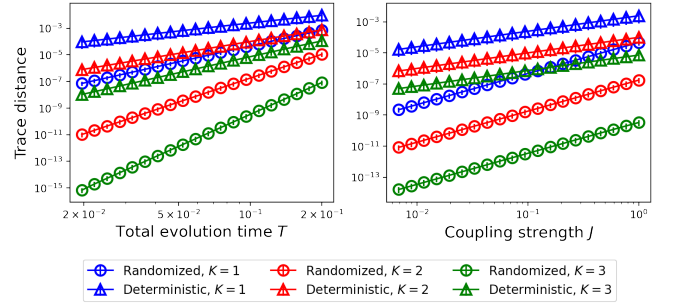 Trace distance
10⁻³
10⁻⁵
10⁻⁷
10⁻⁹
10⁻¹¹
10⁻¹³
10⁻¹⁵
2 × 10⁻² 5 × 10⁻² 10⁻¹ 2 × 10⁻¹
Total evolution time T
10⁻³
10⁻⁵
10⁻⁷
10⁻⁹
10⁻¹¹
10⁻¹³
10⁻² 10⁻¹ 10⁰
Coupling strength J
Randomized, K = 1 Randomized, K = 2 Randomized, K = 3
Deterministic, K = 1 Deterministic, K = 2 Deterministic, K = 3